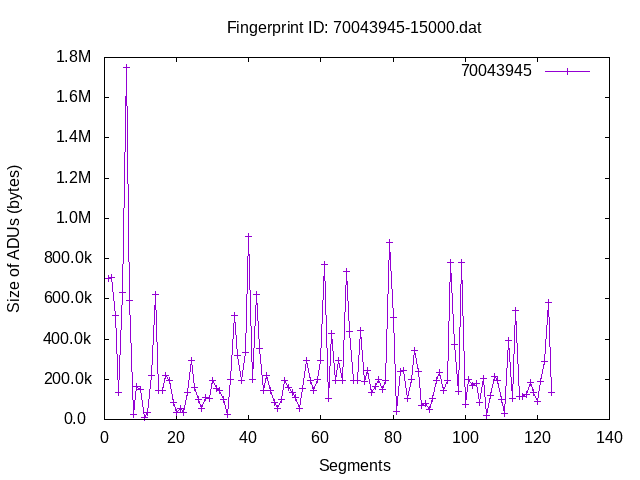 Fingerprint ID: 70043945-15000.dat
70043945
1.8M
1.6M
1.4M
1.2M
1.0M
800.0k
600.0k
400.0k
200.0k
0.0
Size of ADUs (bytes)
0 20 40 60 80 100 120 140
Segments